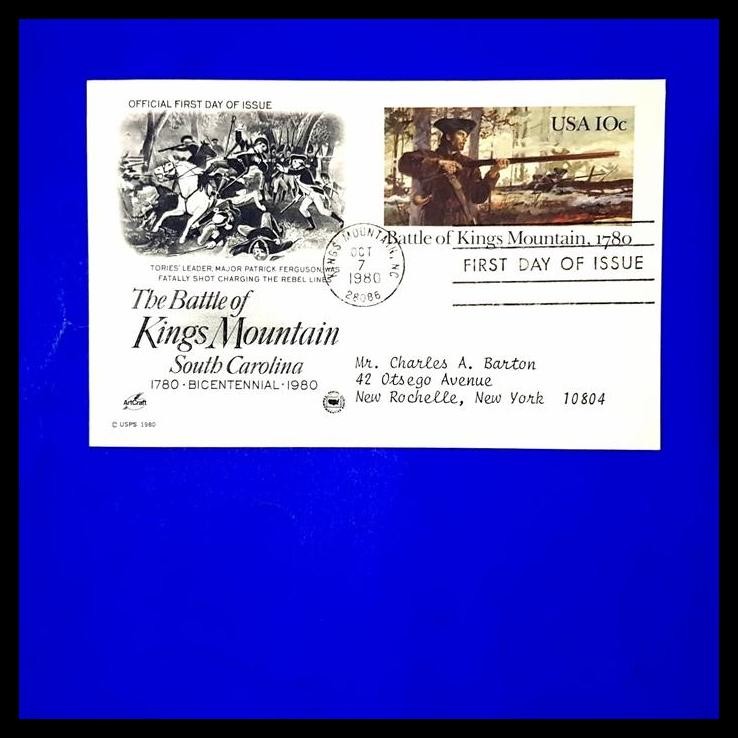 OFFICIAL FIRST DAY OF ISSUE
USA 10c
Battle of Kings Mountain, 1780
KINGS MOUNTAIN, NC
OCT
7
1980
28086
FIRST DAY OF ISSUE
TORIES' LEADER, MAJOR PATRICK FERGUSON, WAS
FATALLY SHOT CHARGING THE REBEL LINE
The Battle of
Kings Mountain
South Carolina
1780 · BICENTENNIAL · 1980
Mr. Charles A. Barton
42 Otsego Avenue
New Rochelle, New York 10804
ArtCraft
© USPS 1980